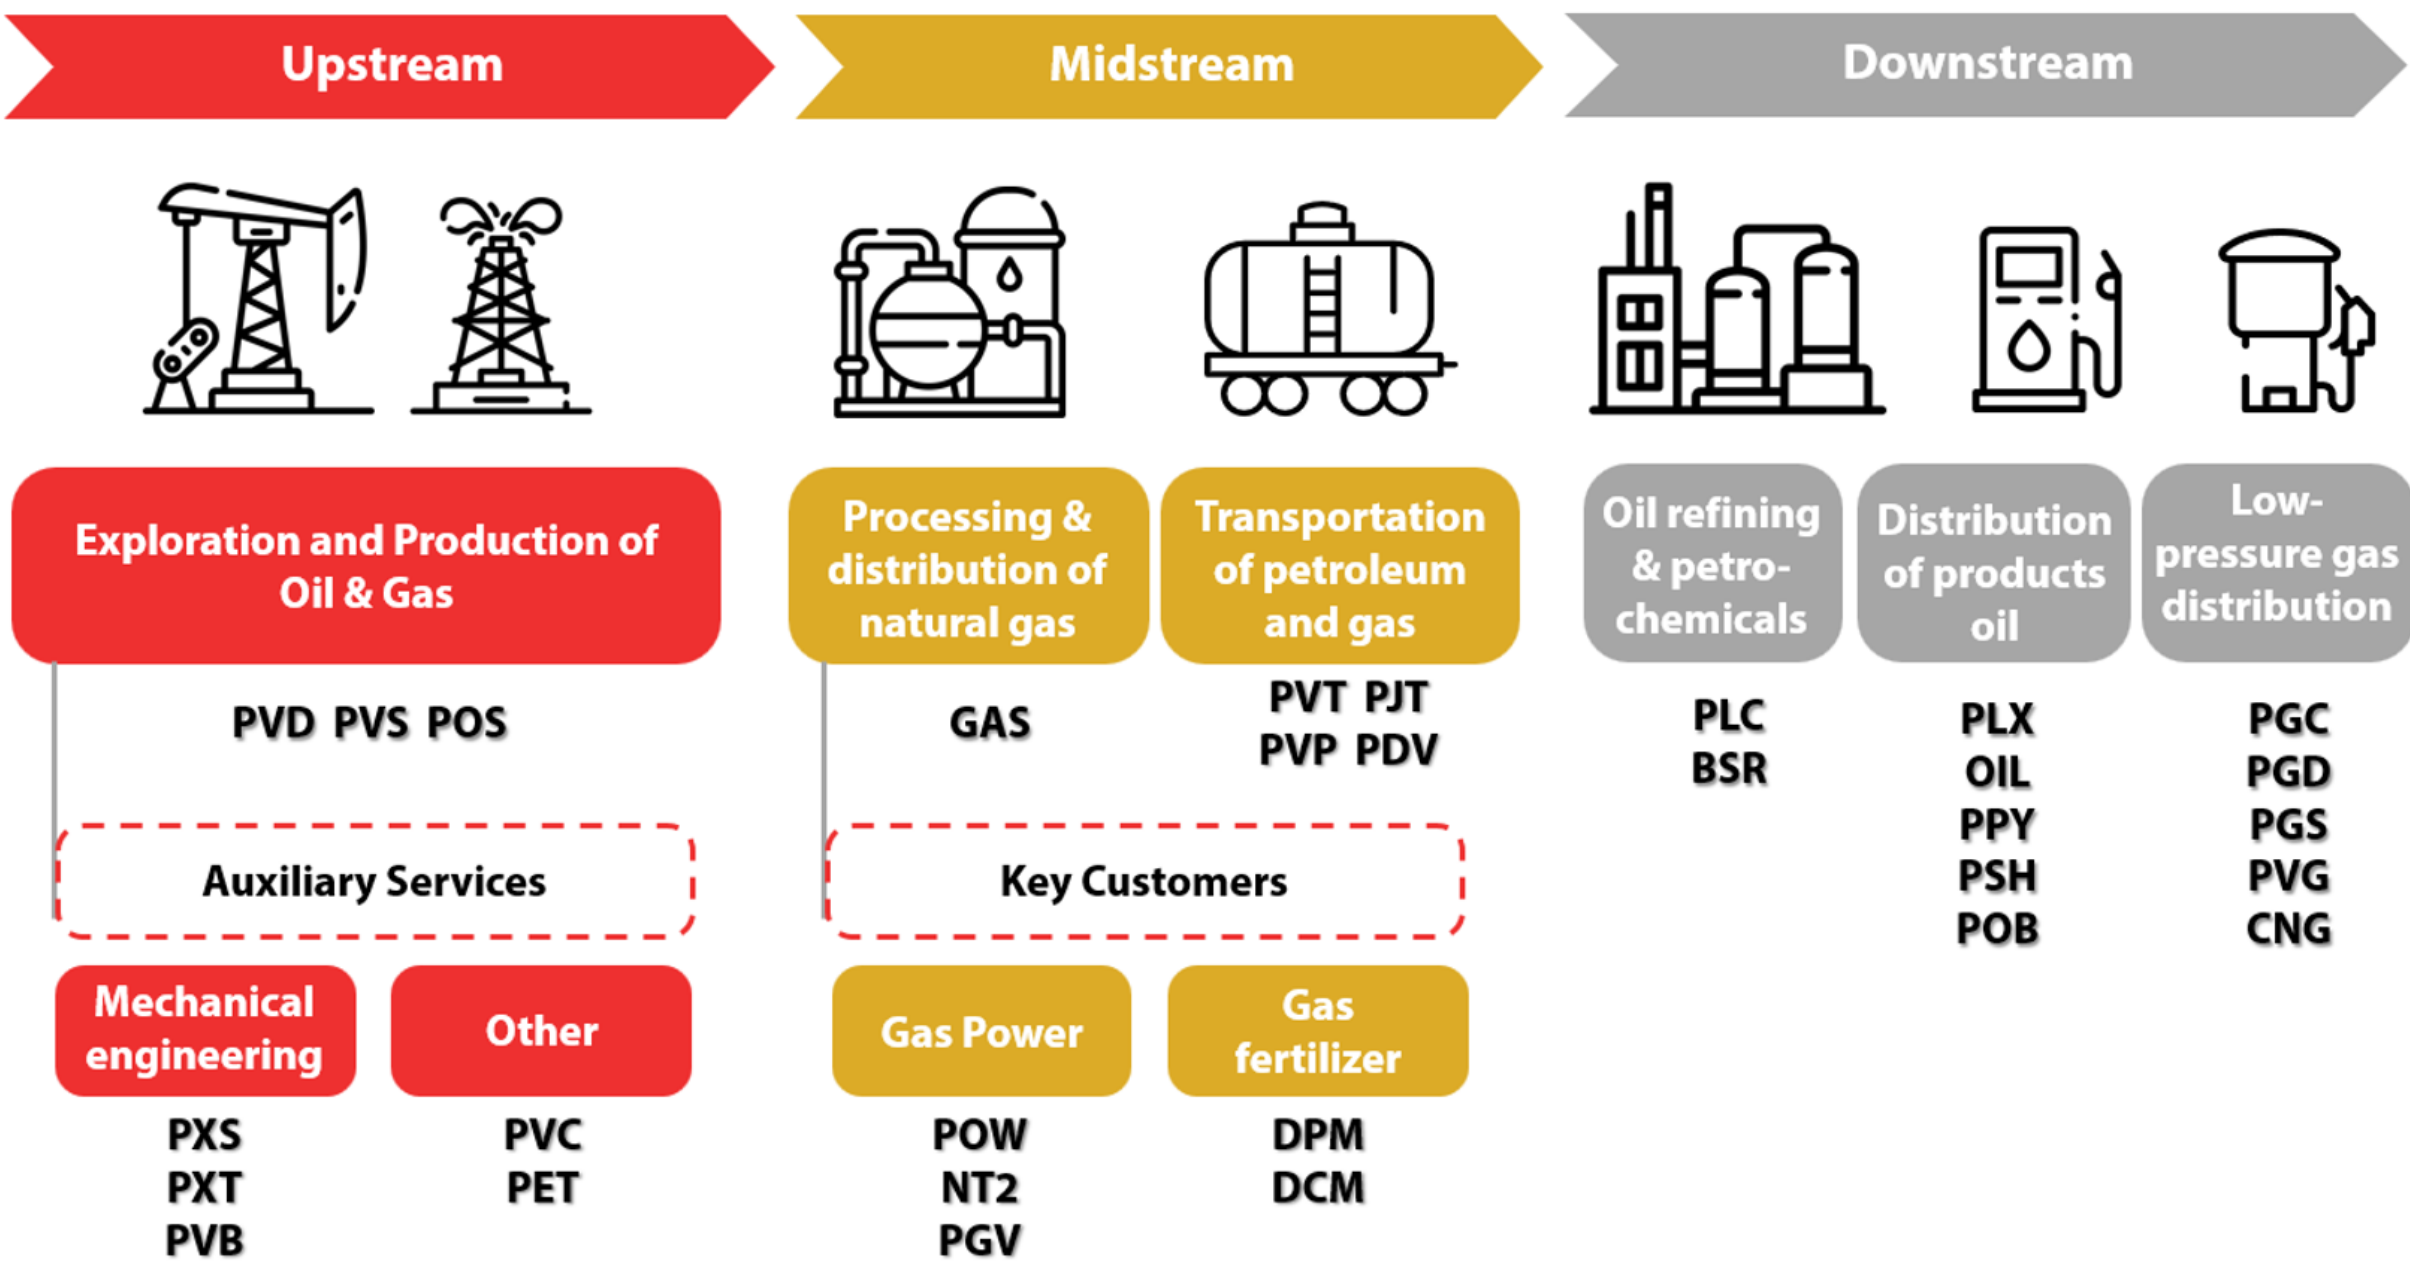 Upstream
Midstream
Downstream
Exploration and Production of
Oil & Gas
PVD PVS POS
Auxiliary Services
Mechanical
engineering
PXS
PXT
PVB
Other
PVC
PET
Processing &
distribution of
natural gas
GAS
Transportation
of petroleum
and gas
PVT PJT
PVP PDV
Key Customers
Gas Power
POW
NT2
PGV
Gas
fertilizer
DPM
DCM
Oil refining
& petro-
chemicals
PLC
BSR
Distribution
of products
oil
PLX
OIL
PPY
PSH
POB
Low-
pressure gas
distribution
PGC
PGD
PGS
PVG
CNG